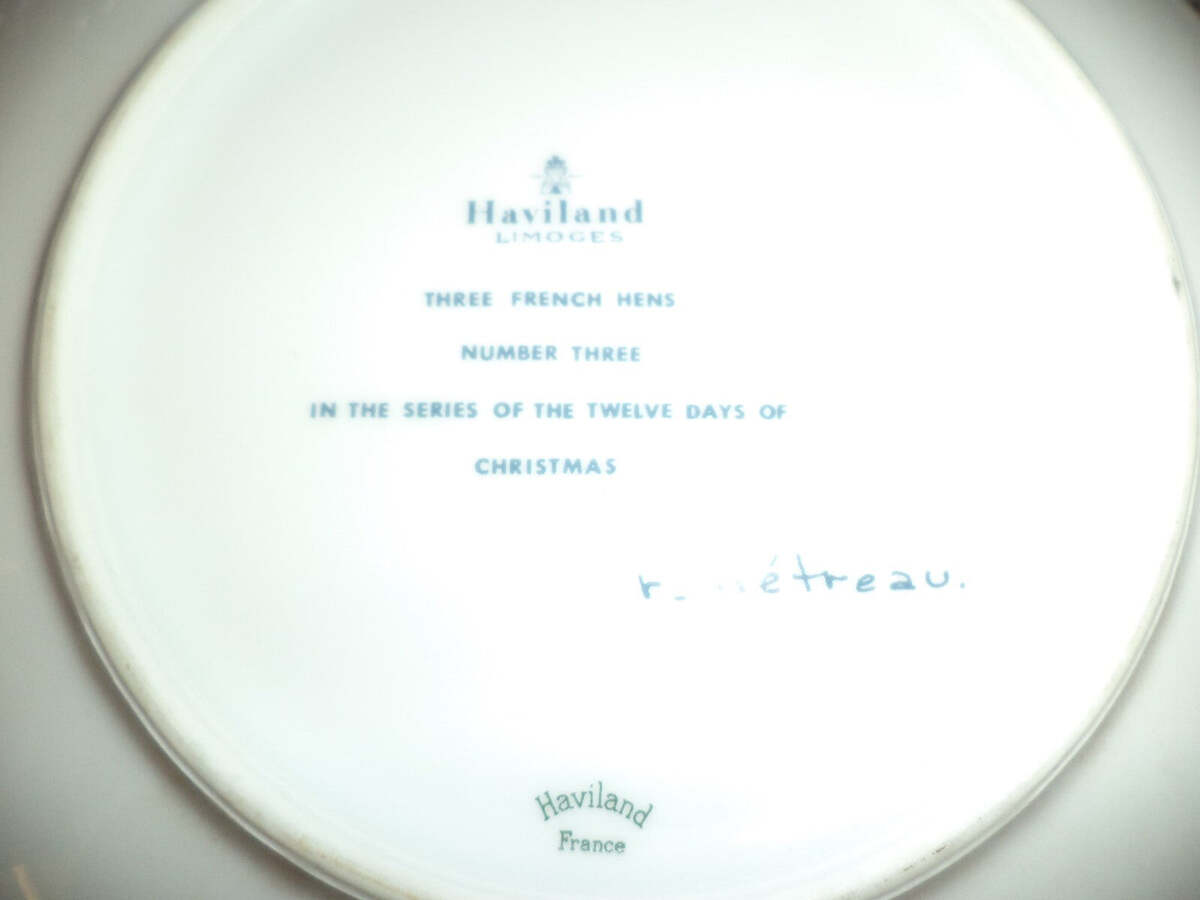 Haviland
LIMOGES
THREE FRENCH HENS
NUMBER THREE
IN THE SERIES OF THE TWELVE DAYS OF
CHRISTMAS
Haviland
France